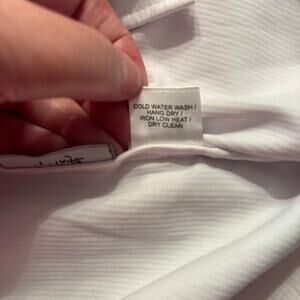 COLD WATER WASH /
HANG DRY /
IRON LOW HEAT /
DRY CLEAN